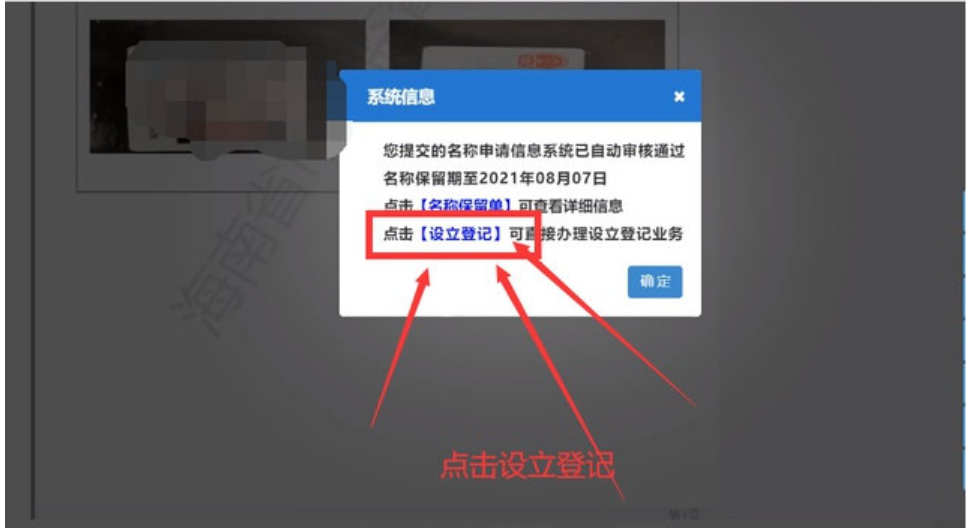 系统信息
您提交的名称申请信息系统已自动审核通过
名称保留期至2021年08月07日
点击【名称保留单】可查看详细信息
点击【设立登记】可直接办理设立登记业务
确定
点击设立登记
海南省
第1页